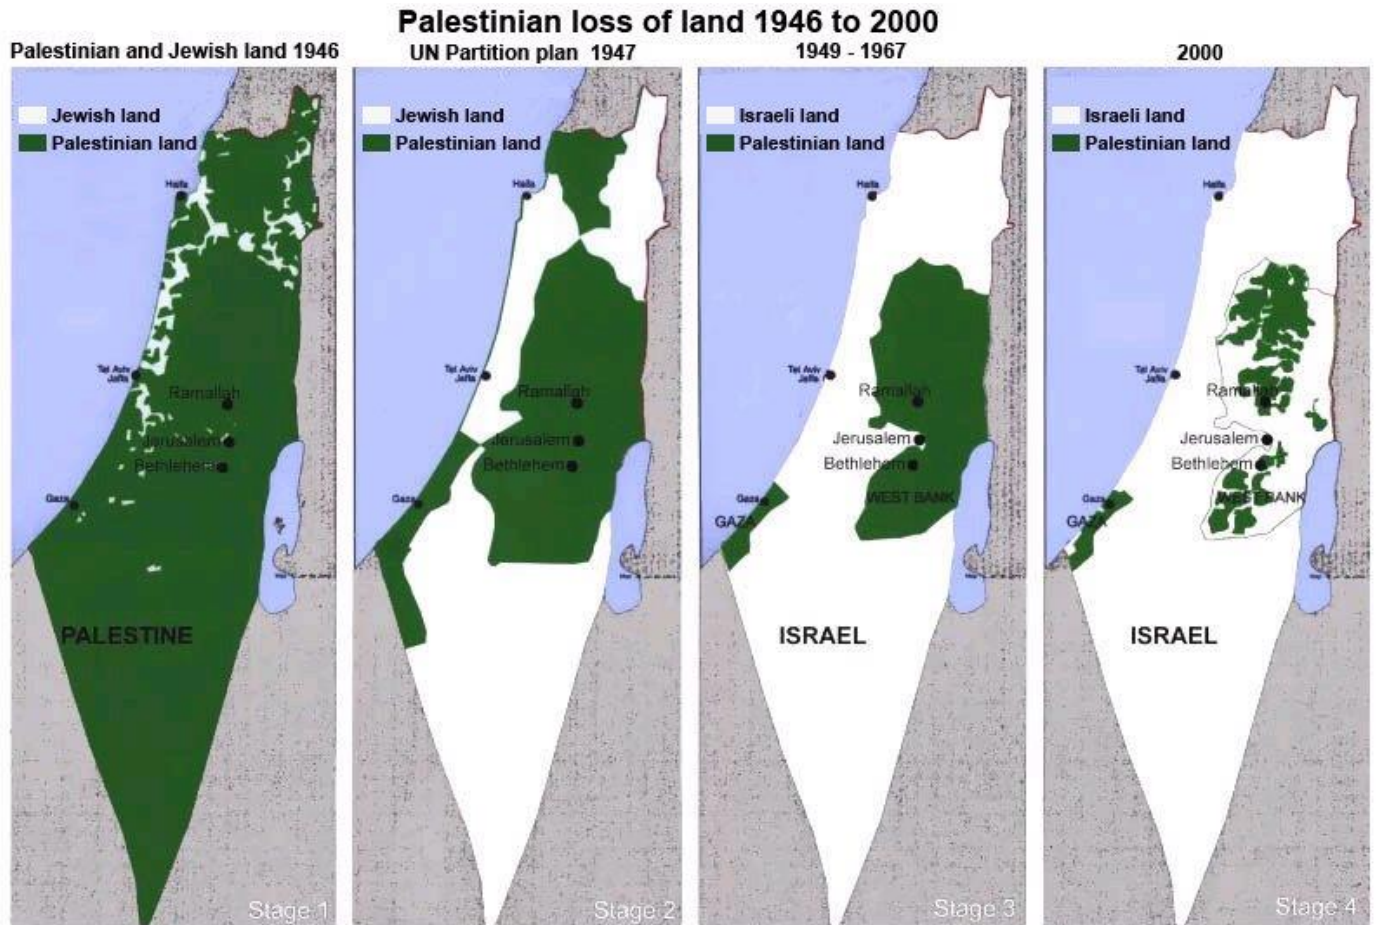 Palestinian loss of land 1946 to 2000
Palestinian and Jewish land 1946
Jewish land
Palestinian land
Haifa
Tel Aviv
Jaffa
Ramallah
Jerusalem
Bethlehem
Gaza
PALESTINE
Stage 1
UN Partition plan 1947
Jewish land
Palestinian land
Haifa
Tel Aviv
Jaffa
Ramallah
Jerusalem
Bethlehem
Gaza
Stage 2
1949 - 1967
Israeli land
Palestinian land
Haifa
Tel Aviv
Jaffa
Ramallah
Jerusalem
Bethlehem
Gaza
WEST BANK
GAZA
ISRAEL
Stage 3
2000
Israeli land
Palestinian land
Haifa
Tel Aviv
Jaffa
Ramallah
Jerusalem
Bethlehem
Gaza
WEST BANK
GAZA
ISRAEL
Stage 4